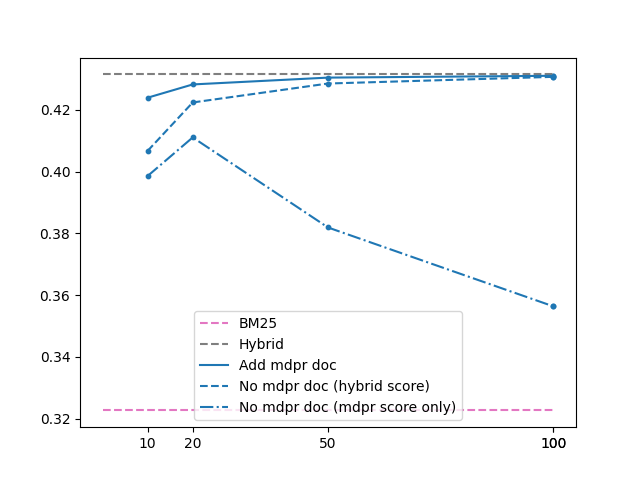 0.42
0.40
0.38
0.36
0.34
0.32
BM25
Hybrid
Add mdpr doc
No mdpr doc (hybrid score)
No mdpr doc (mdpr score only)
10 20 50 100